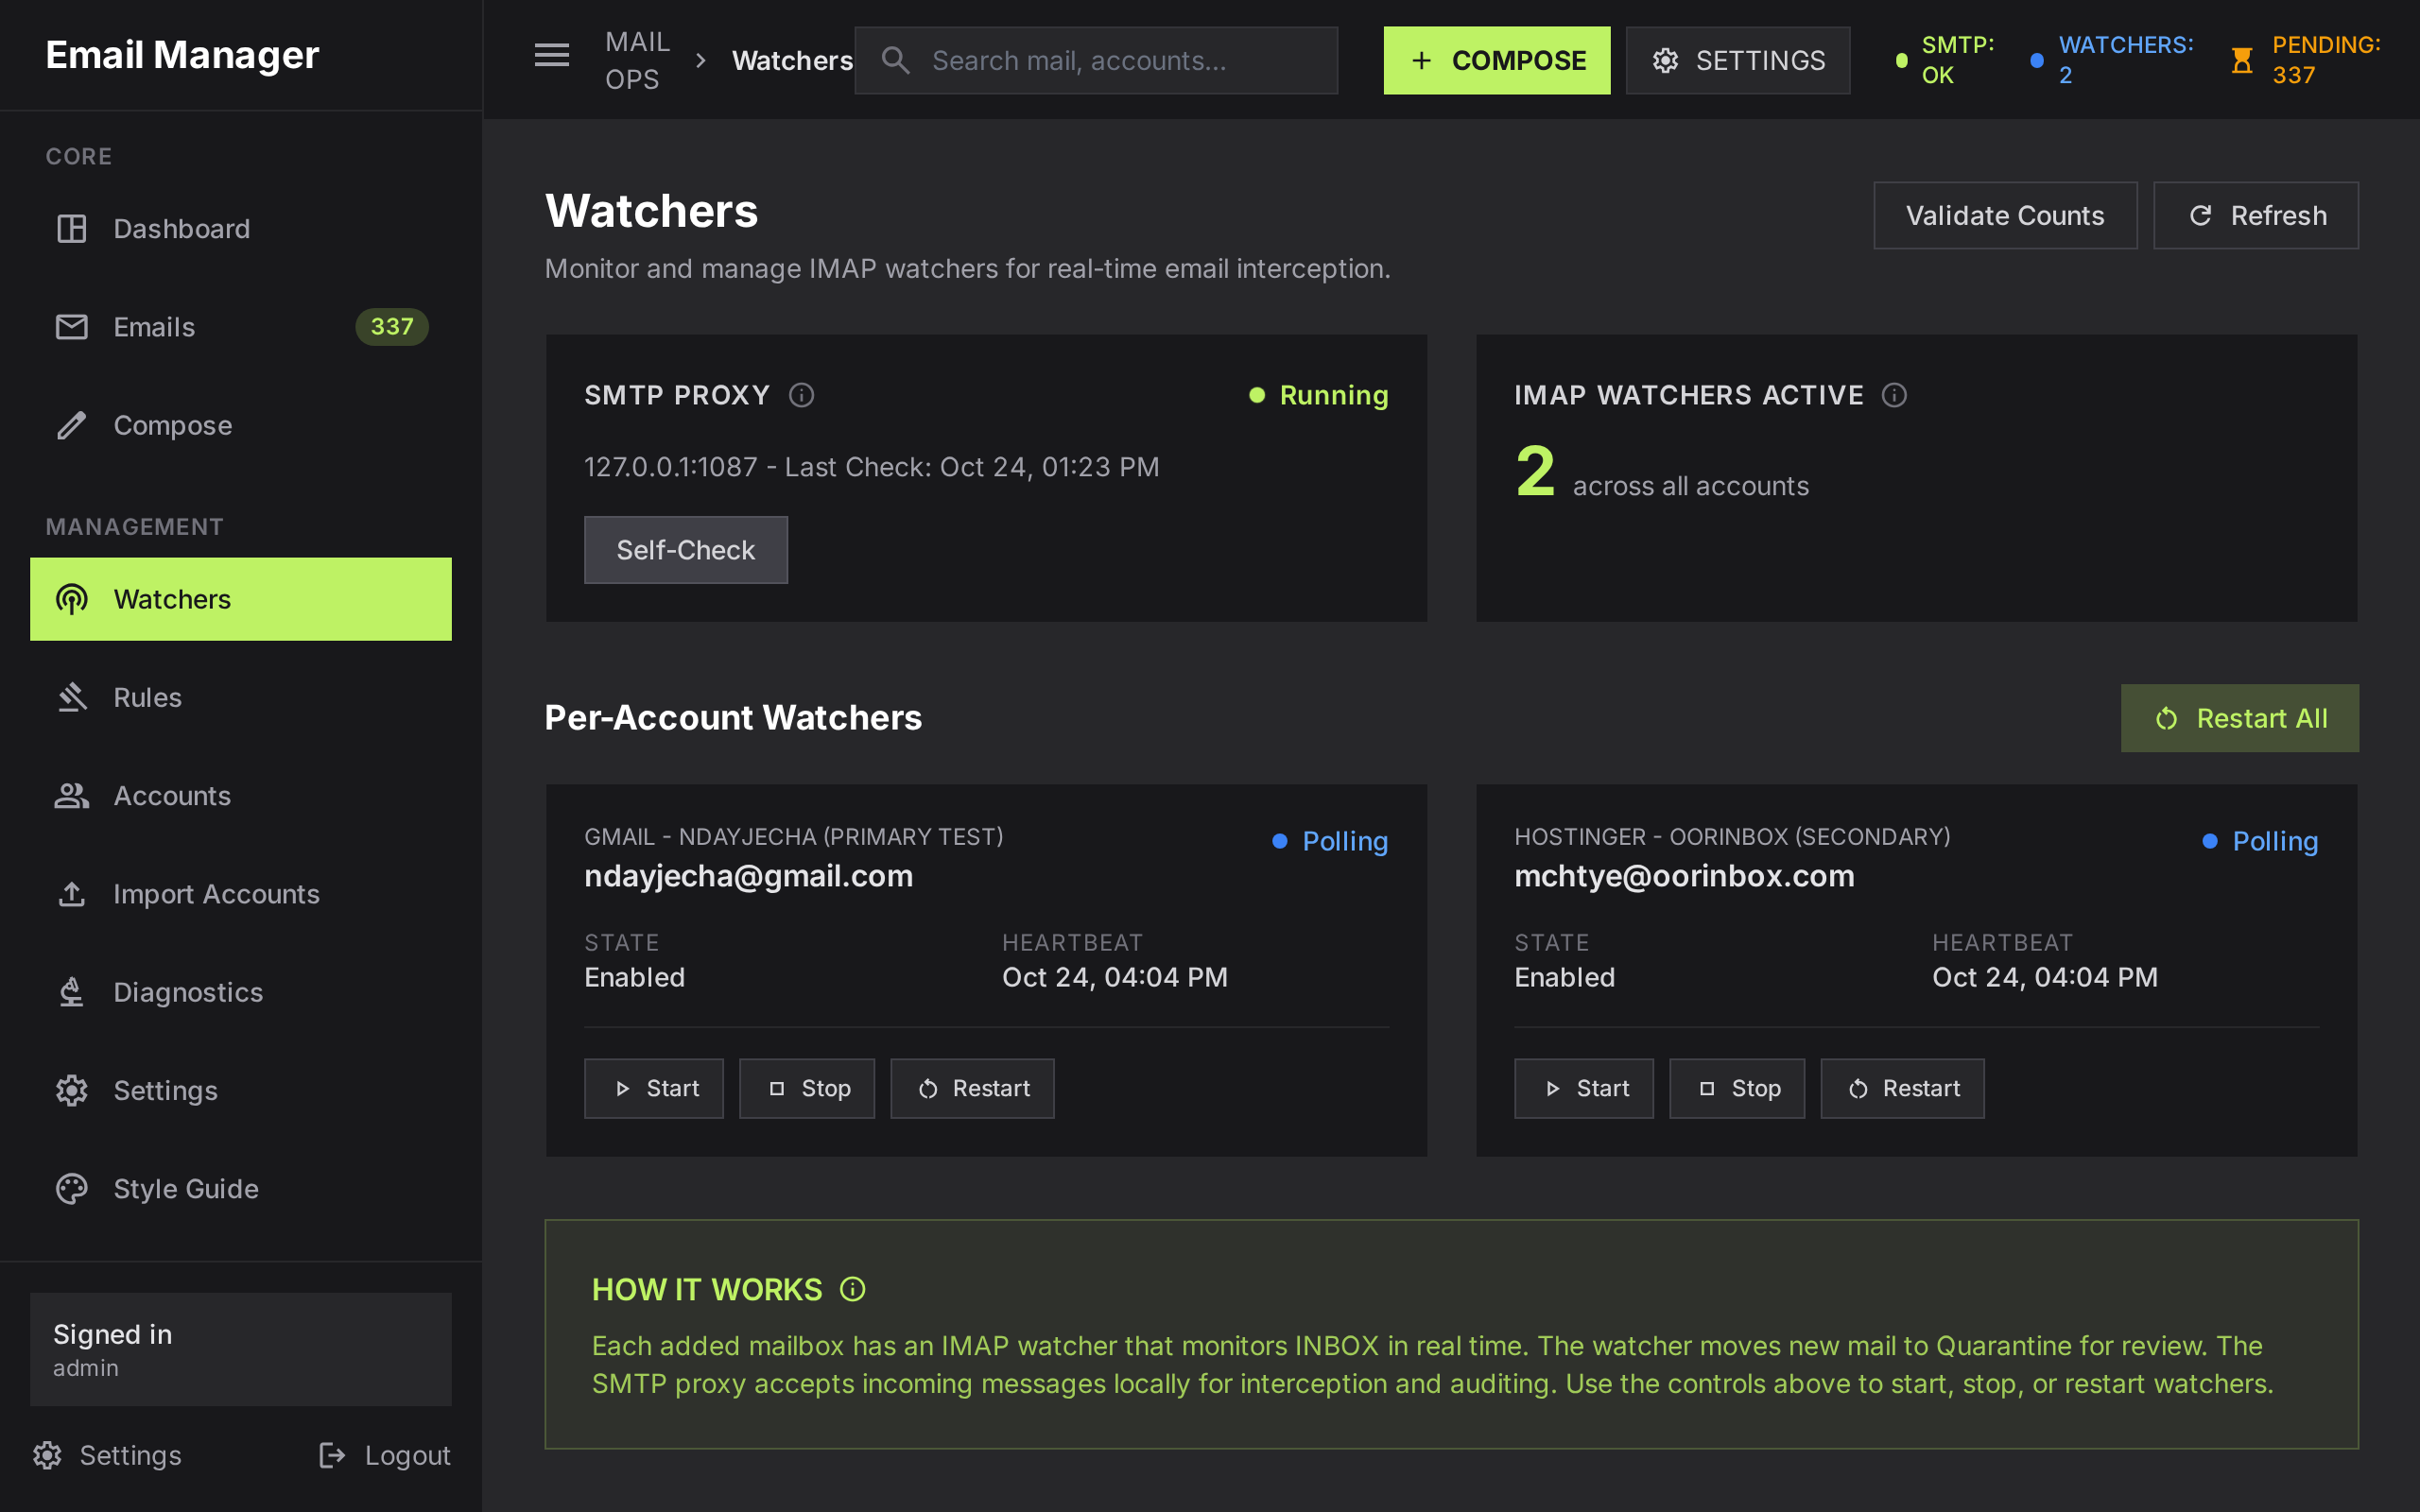 Email Manager
CORE
Dashboard
Emails 337
Compose
MANAGEMENT
Watchers
Rules
Accounts
Import Accounts
Diagnostics
Settings
Style Guide
Signed in
admin
Settings Logout
MAIL
OPS
Watchers
Search mail, accounts...
+ COMPOSE
SETTINGS
SMTP:
OK
WATCHERS:
2
PENDING:
337
Watchers
Monitor and manage IMAP watchers for real-time email interception.
Validate Counts
Refresh
SMTP PROXY
Running
127.0.0.1:1087 - Last Check: Oct 24, 01:23 PM
Self-Check
IMAP WATCHERS ACTIVE
2 across all accounts
Per-Account Watchers
Restart All
GMAIL - NDAYJECHA (PRIMARY TEST)
Polling
ndayjecha@gmail.com
STATE HEARTBEAT
Enabled Oct 24, 04:04 PM
Start Stop Restart
HOSTINGER - OORINBOX (SECONDARY)
Polling
mchtye@oorinbox.com
STATE HEARTBEAT
Enabled Oct 24, 04:04 PM
Start Stop Restart
HOW IT WORKS
Each added mailbox has an IMAP watcher that monitors INBOX in real time. The watcher moves new mail to Quarantine for review. The
SMTP proxy accepts incoming messages locally for interception and auditing. Use the controls above to start, stop, or restart watchers.